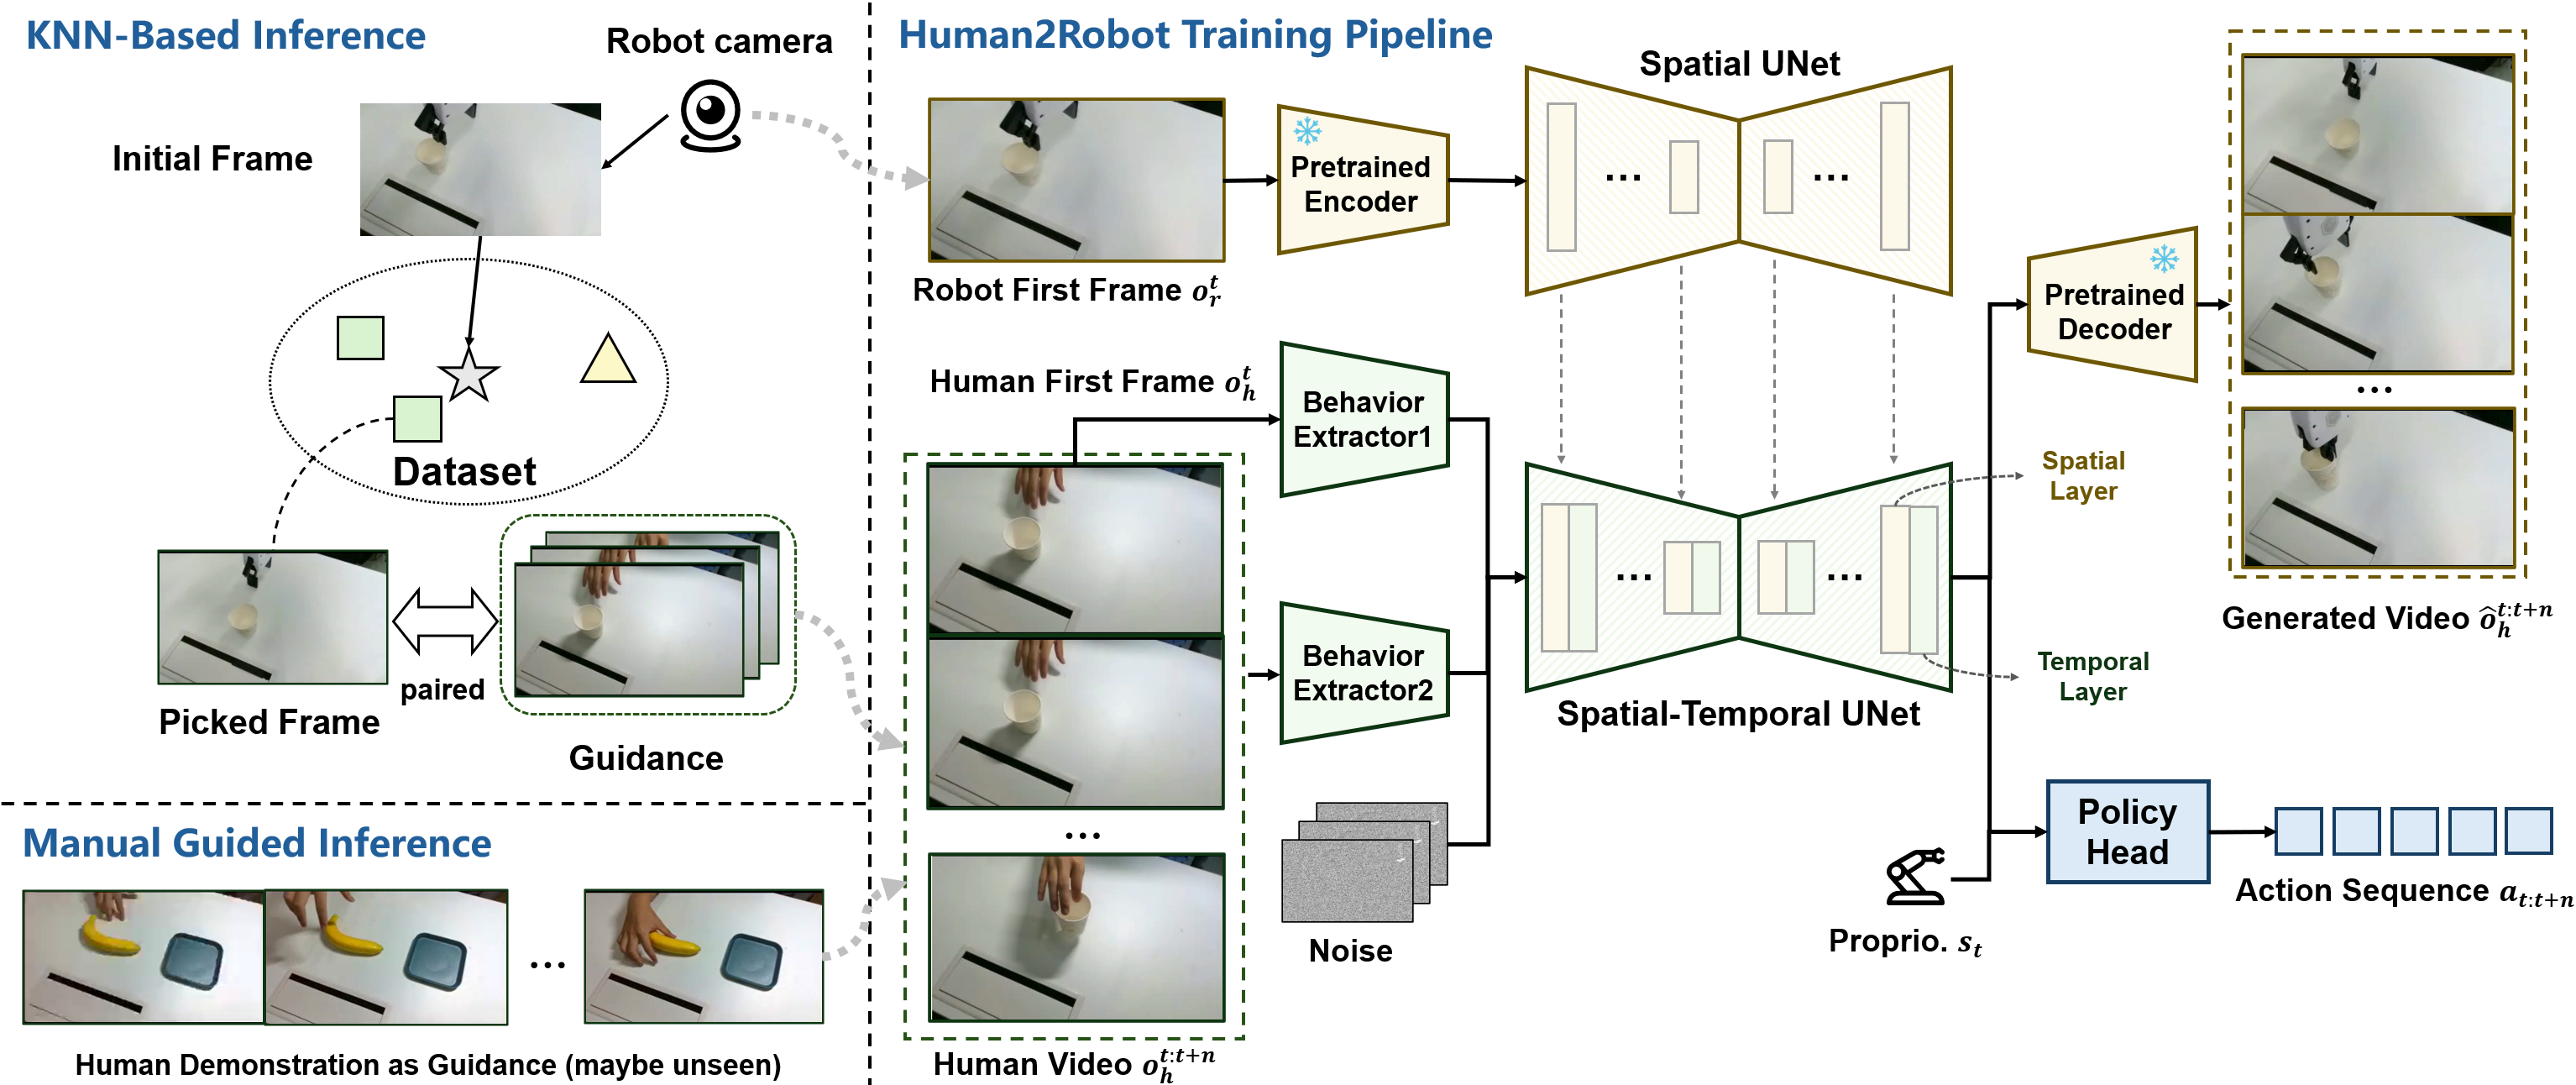 KNN-Based Inference
Robot camera
Initial Frame
Dataset
paired
Picked Frame
Guidance
Manual Guided Inference
...
Human Demonstration as Guidance (maybe unseen)
Human2Robot Training Pipeline
Spatial UNet
Pretrained
Encoder
... ...
Robot First Frame o_r^t
Human First Frame o_h^t
Behavior
Extractor1
Behavior
Extractor2
...
Noise
Human Video o_h^{t:t+n}
... ...
Spatial-Temporal UNet
Spatial
Layer
Temporal
Layer
Pretrained
Decoder
...
Generated Video ô_h^{t:t+n}
Policy
Head
Proprio. s_t
Action Sequence a_{t:t+n}